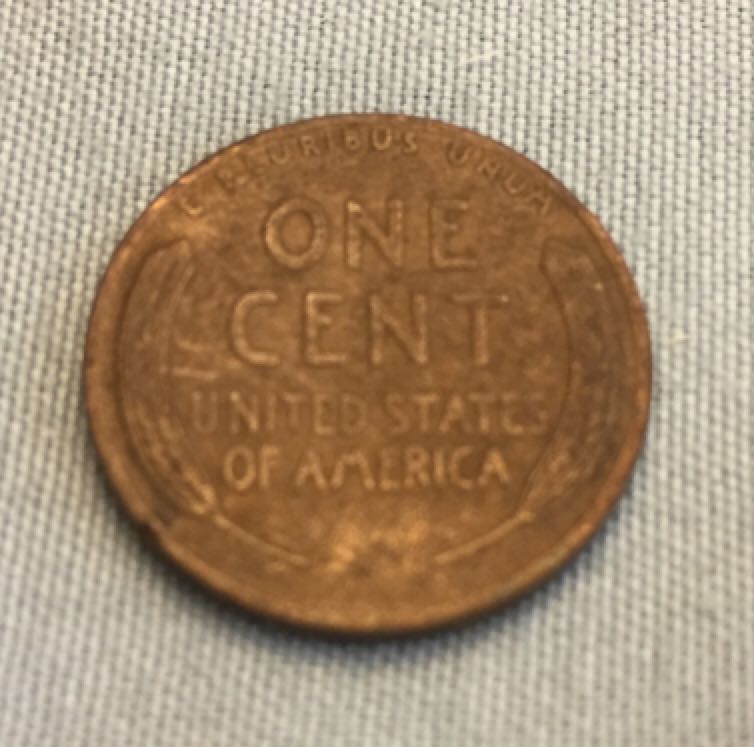 E PLURIBUS UNUM
ONE
CENT
UNITED STATES
OF AMERICA